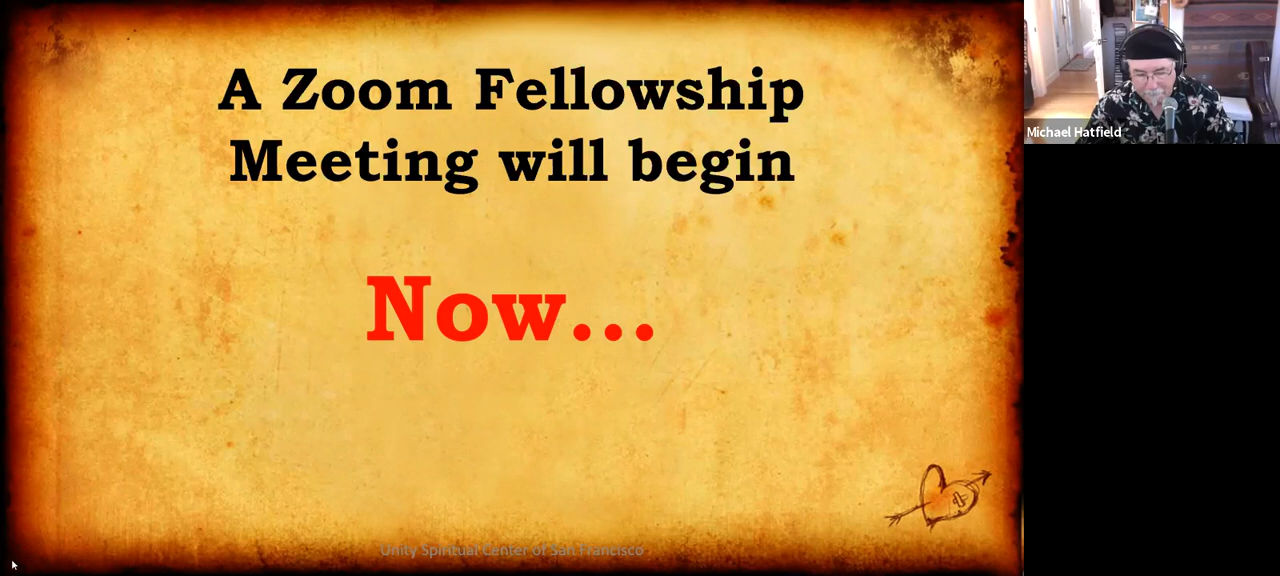 A Zoom Fellowship
Meeting will begin
Now...
Unity Spiritual Center of San Francisco
Michael Hatfield